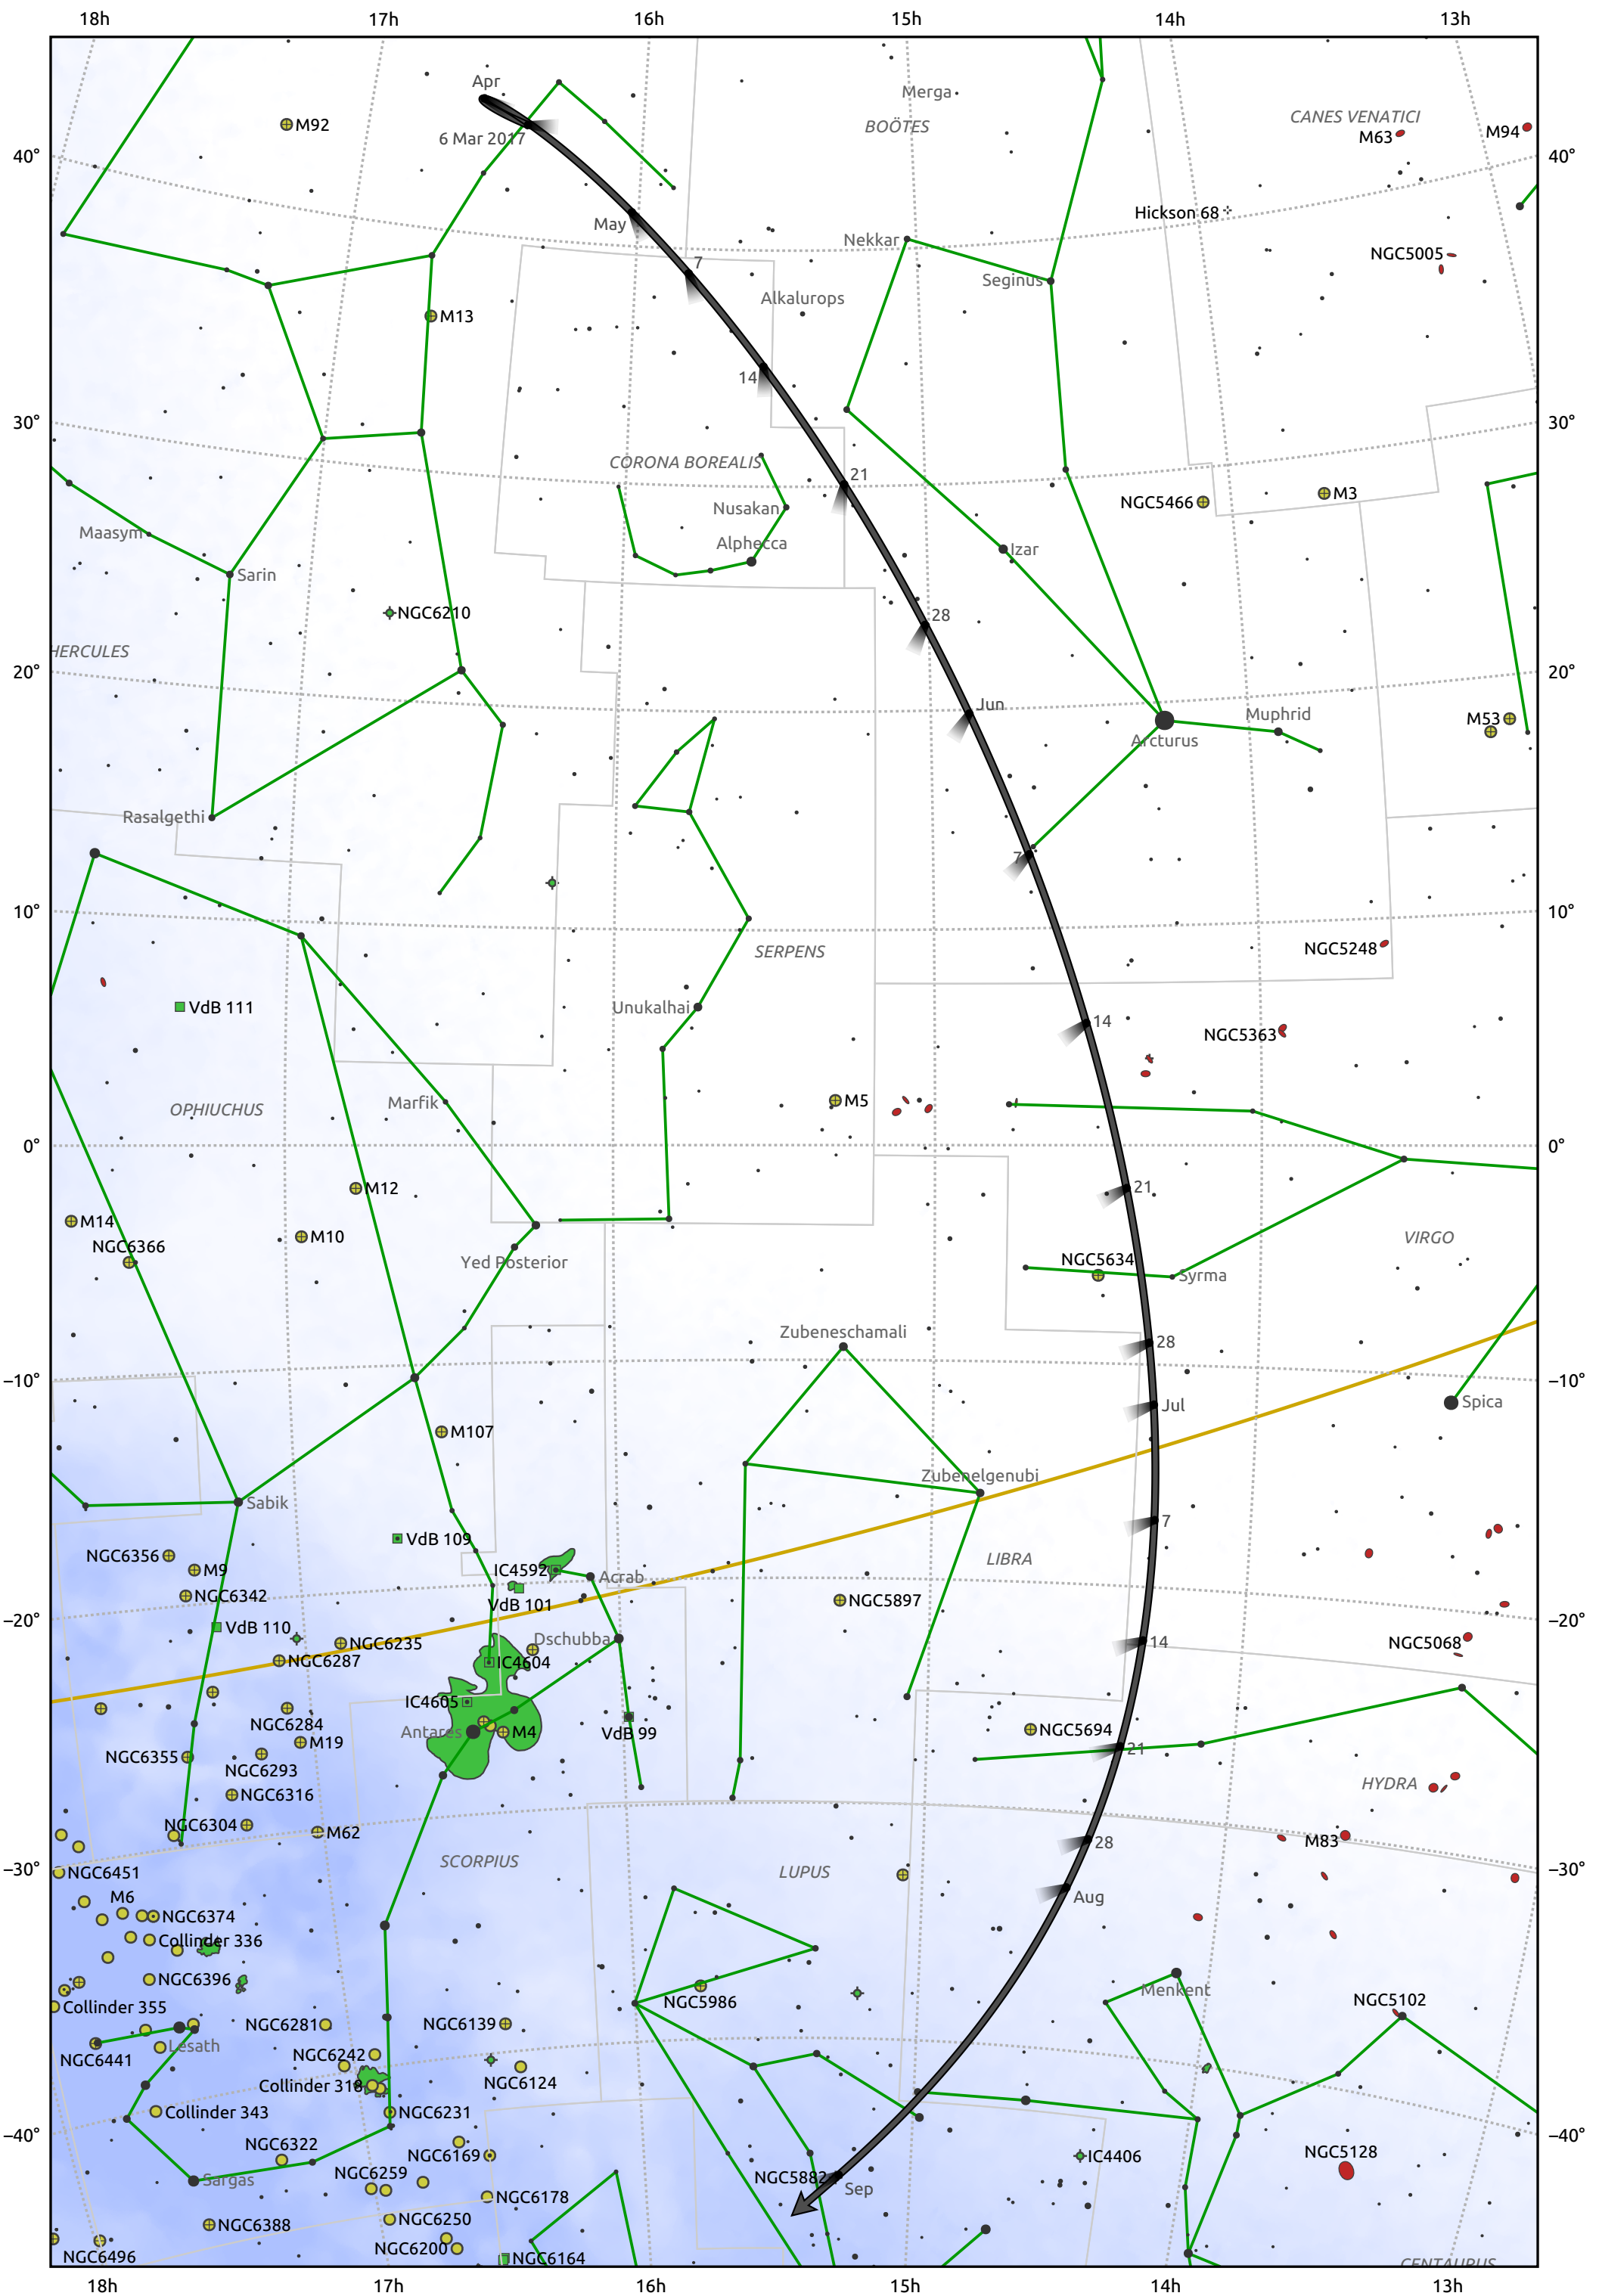 18h 17h 16h 15h 14h 13h
Apr
Merga
BOÖTES
CANES VENATICI
M92
6 Mar 2017
M63
M94
40° 40°
May
Hickson 68
Nekkar
NGC5005
7
Seginus
Alkalurops
M13
14
30° 30°
CORONA BOREALIS
21
M3
NGC5466
Nusakan
Maasym
Alphecca
Izar
Sarin
NGC6210
28
HERCULES
20° 20°
Jun
Muphrid
M53
Arcturus
Rasalgethi
7
10° 10°
NGC5248
SERPENS
VdB 111
Unukalhai
14
NGC5363
M5
Marfik
OPHIUCHUS
0° 0°
M12
21
M14
M10
VIRGO
NGC6366
NGC5634
Yed Posterior
Syrma
Zubeneschamali
28
−10° −10°
Spica
Jul
M107
Zubenelgenubi
Sabik
7
VdB 109
NGC6356
LIBRA
M9
IC4592
Acrab
NGC6342
NGC5897
VdB 101
−20° −20°
VdB 110
Dschubba
14
NGC6235
NGC5068
NGC6287
IC4604
IC4605
NGC6284
Antares
M4
VdB 99
NGC5694
M19
21
NGC6355
NGC6293
HYDRA
NGC6316
NGC6304
M62
28
M83
SCORPIUS
−30° −30°
NGC6451
LUPUS
M6
Aug
NGC6374
Collinder 336
NGC6396
Menkent
NGC5986
NGC5102
Collinder 355
NGC6281
NGC6139
Lesath
NGC6242
NGC6441
Collinder 318
NGC6124
Collinder 343
NGC6231
−40° −40°
NGC6322
NGC6169
IC4406
NGC5128
NGC6259
NGC5882
Sargas
Sep
NGC6178
NGC6388
NGC6250
NGC6200
NGC6496
NGC6164
CENTAURUS
18h 17h 16h 15h 14h 13h